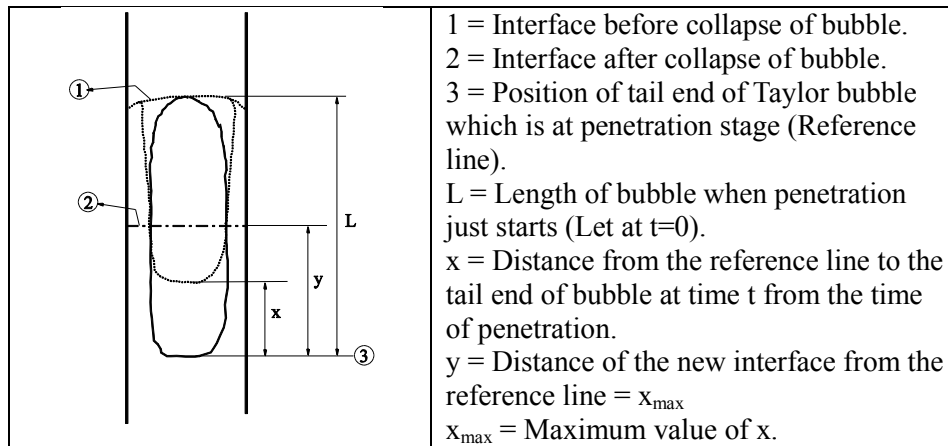 1
2
3
L
y
x
1 = Interface before collapse of bubble.
2 = Interface after collapse of bubble.
3 = Position of tail end of Taylor bubble
which is at penetration stage (Reference
line).
L = Length of bubble when penetration
just starts (Let at t=0).
x = Distance from the reference line to the
tail end of bubble at time t from the time
of penetration.
y = Distance of the new interface from the
reference line = xmax
xmax = Maximum value of x.